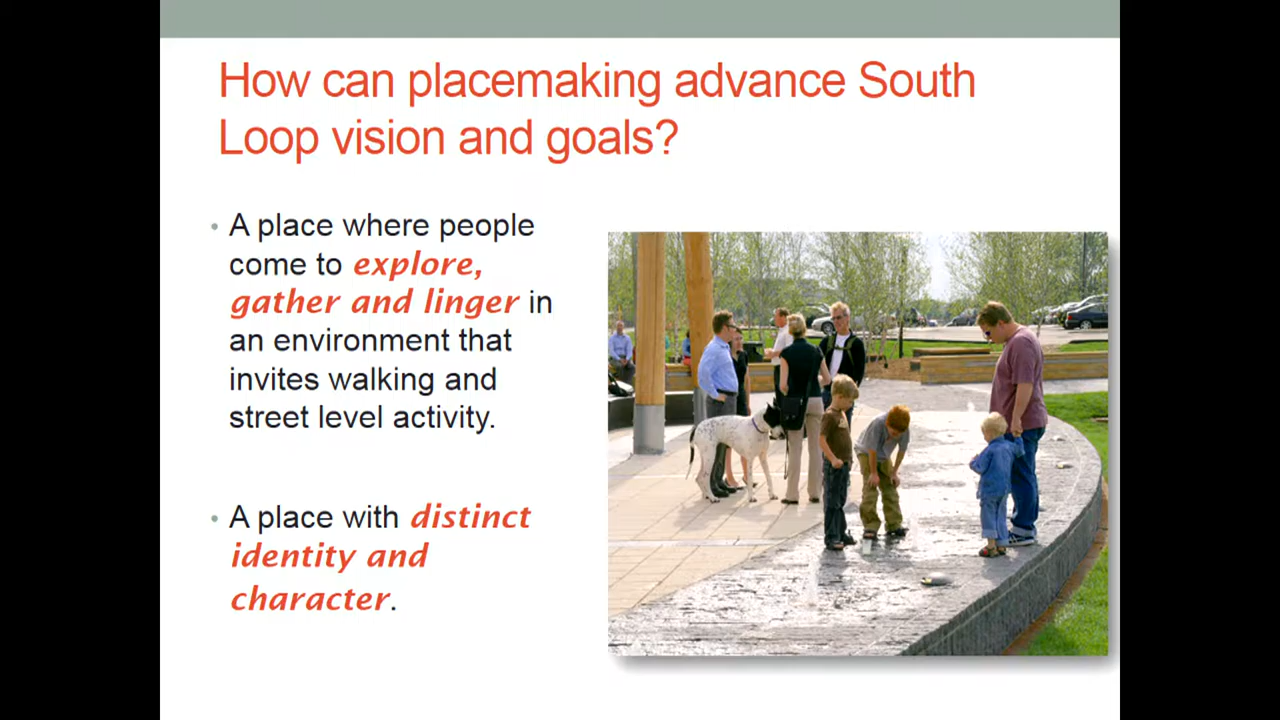 How can placemaking advance South
Loop vision and goals?
• A place where people
come to explore,
gather and linger in
an environment that
invites walking and
street level activity.
• A place with distinct
identity and
character.